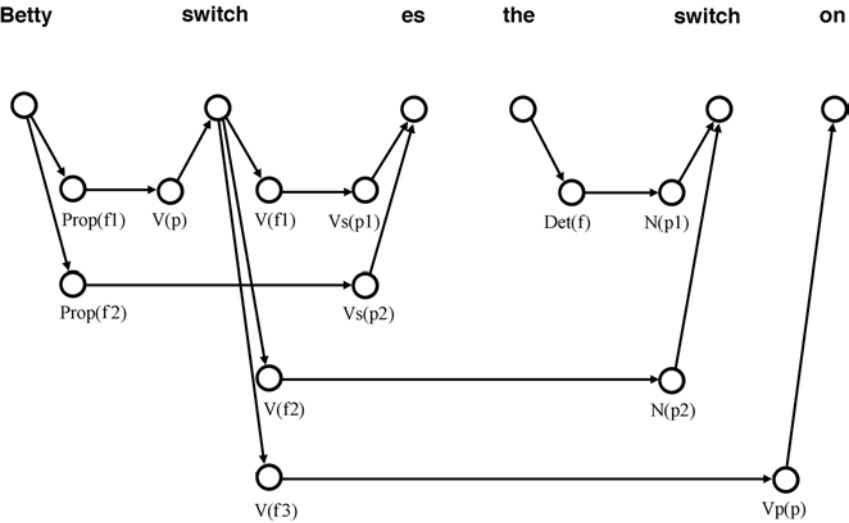 Betty switch es the switch on
Prop(f1) V(p) V(f1) Vs(p1) Det(f) N(p1)
Prop(f2) Vs(p2)
V(f2) N(p2)
V(f3) Vp(p)